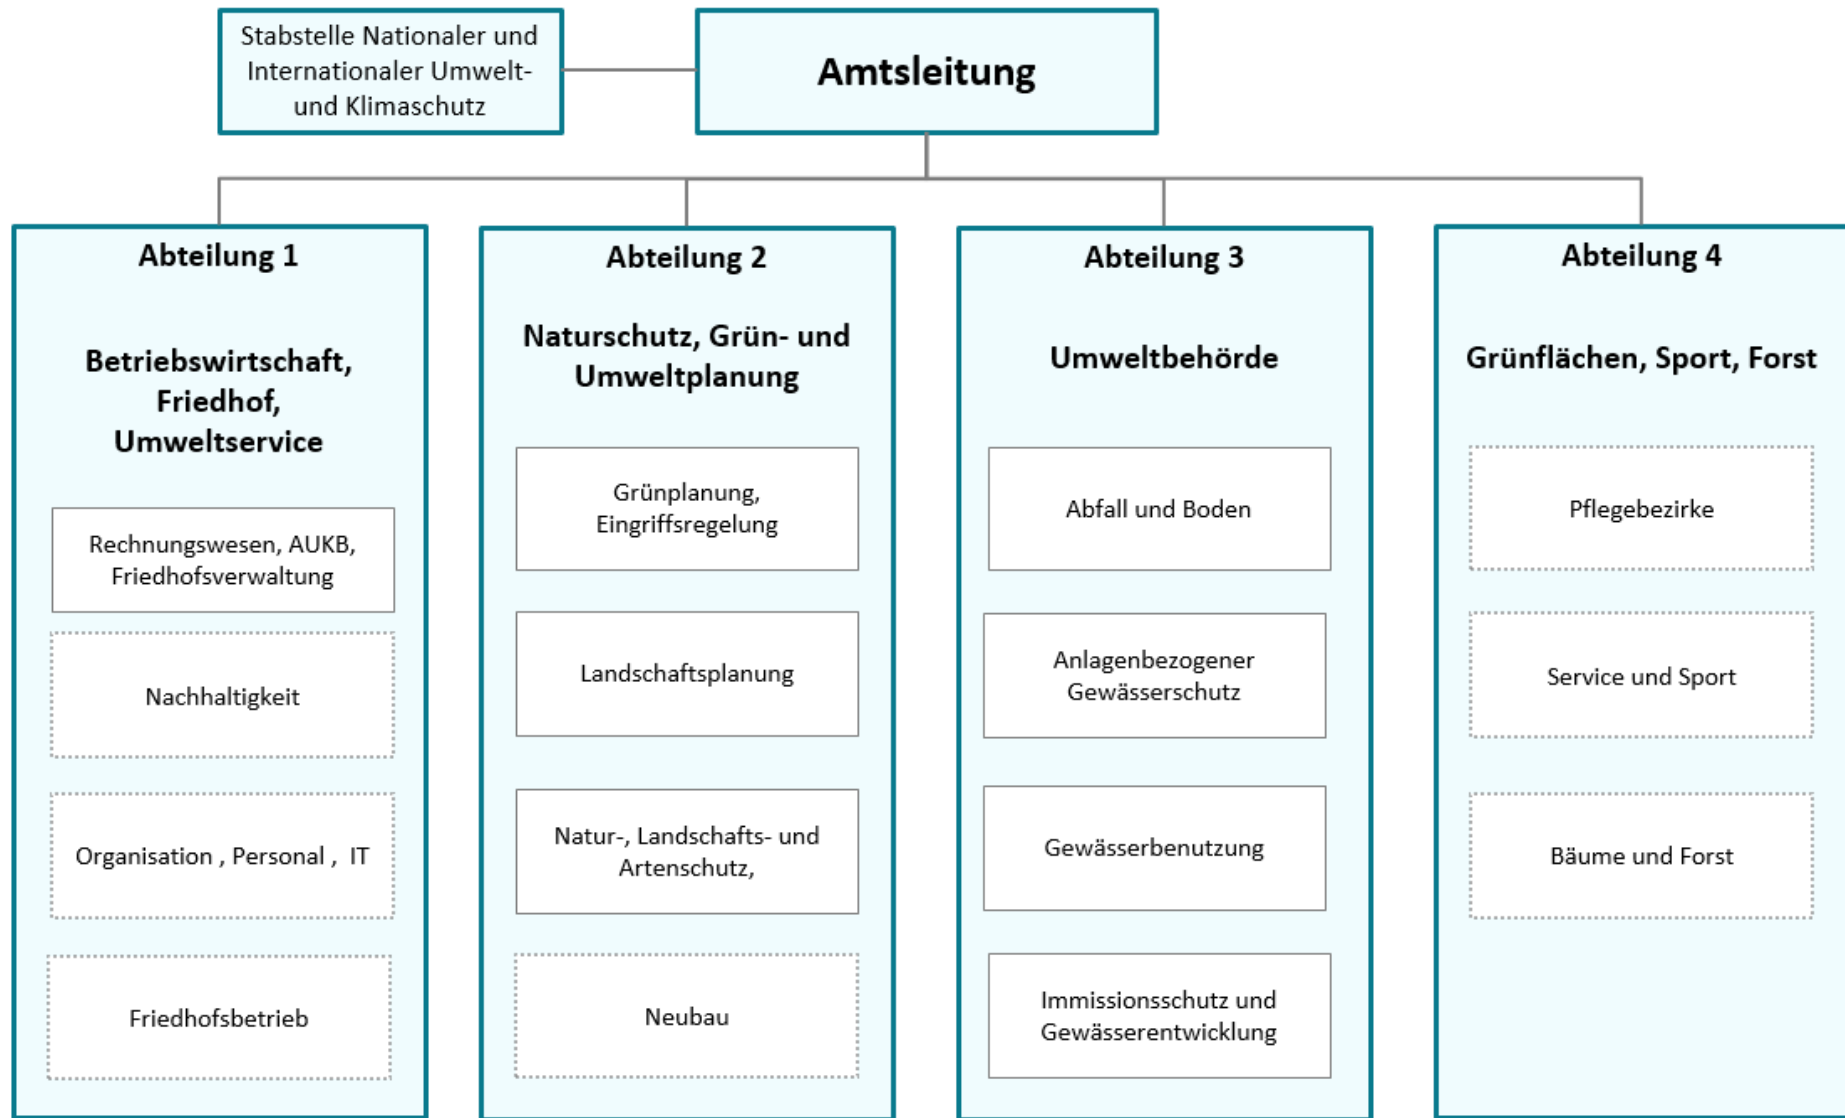 Stabstelle Nationaler und
Internationaler Umwelt-
und Klimaschutz
Amtsleitung
Abteilung 1
Betriebswirtschaft,
Friedhof,
Umweltservice
Rechnungswesen, AUKB,
Friedhofsverwaltung
Nachhaltigkeit
Organisation , Personal , IT
Friedhofsbetrieb
Abteilung 2
Naturschutz, Grün- und
Umweltplanung
Grünplanung,
Eingriffsregelung
Landschaftsplanung
Natur-, Landschafts- und
Artenschutz,
Neubau
Abteilung 3
Umweltbehörde
Abfall und Boden
Anlagenbezogener
Gewässerschutz
Gewässerbenutzung
Immissionsschutz und
Gewässerentwicklung
Abteilung 4
Grünflächen, Sport, Forst
Pflegebezirke
Service und Sport
Bäume und Forst